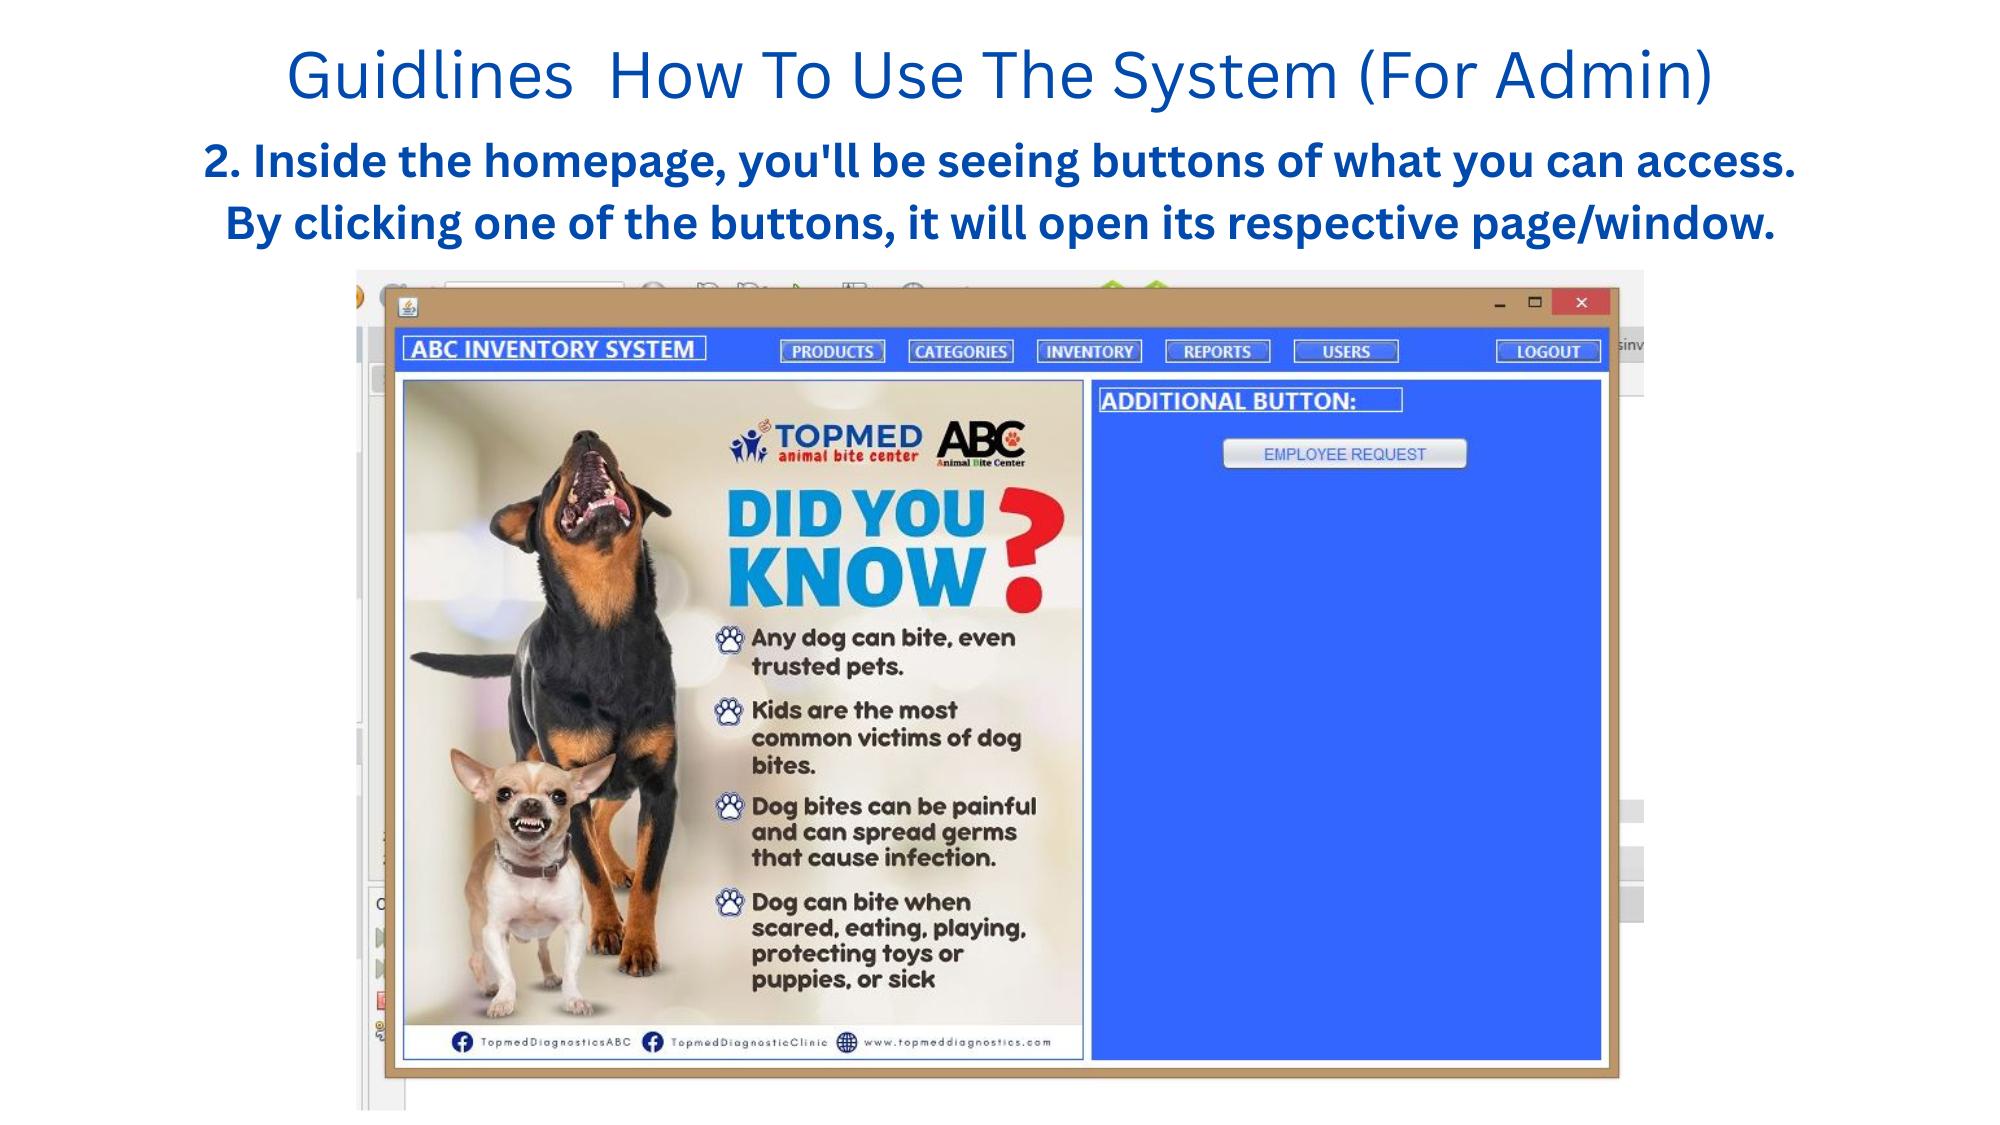 Guidlines How To Use The System (For Admin)
2. Inside the homepage, you'll be seeing buttons of what you can access.
By clicking one of the buttons, it will open its respective page/window.
ABC INVENTORY SYSTEM
PRODUCTS
CATEGORIES
INVENTORY
REPORTS
USERS
LOGOUT
TOPMED
animal bite center
ABC
Animal Bite Center
DID YOU
KNOW?
Any dog can bite, even
trusted pets.
Kids are the most
common victims of dog
bites.
Dog bites can be painful
and can spread germs
that cause infection.
Dog can bite when
scared, eating, playing,
protecting toys or
puppies, or sick
TopmedDiagnosticsABC
TopmedDiagnosticClinic
www.topmeddiagnostics.com
ADDITIONAL BUTTON:
EMPLOYEE REQUEST